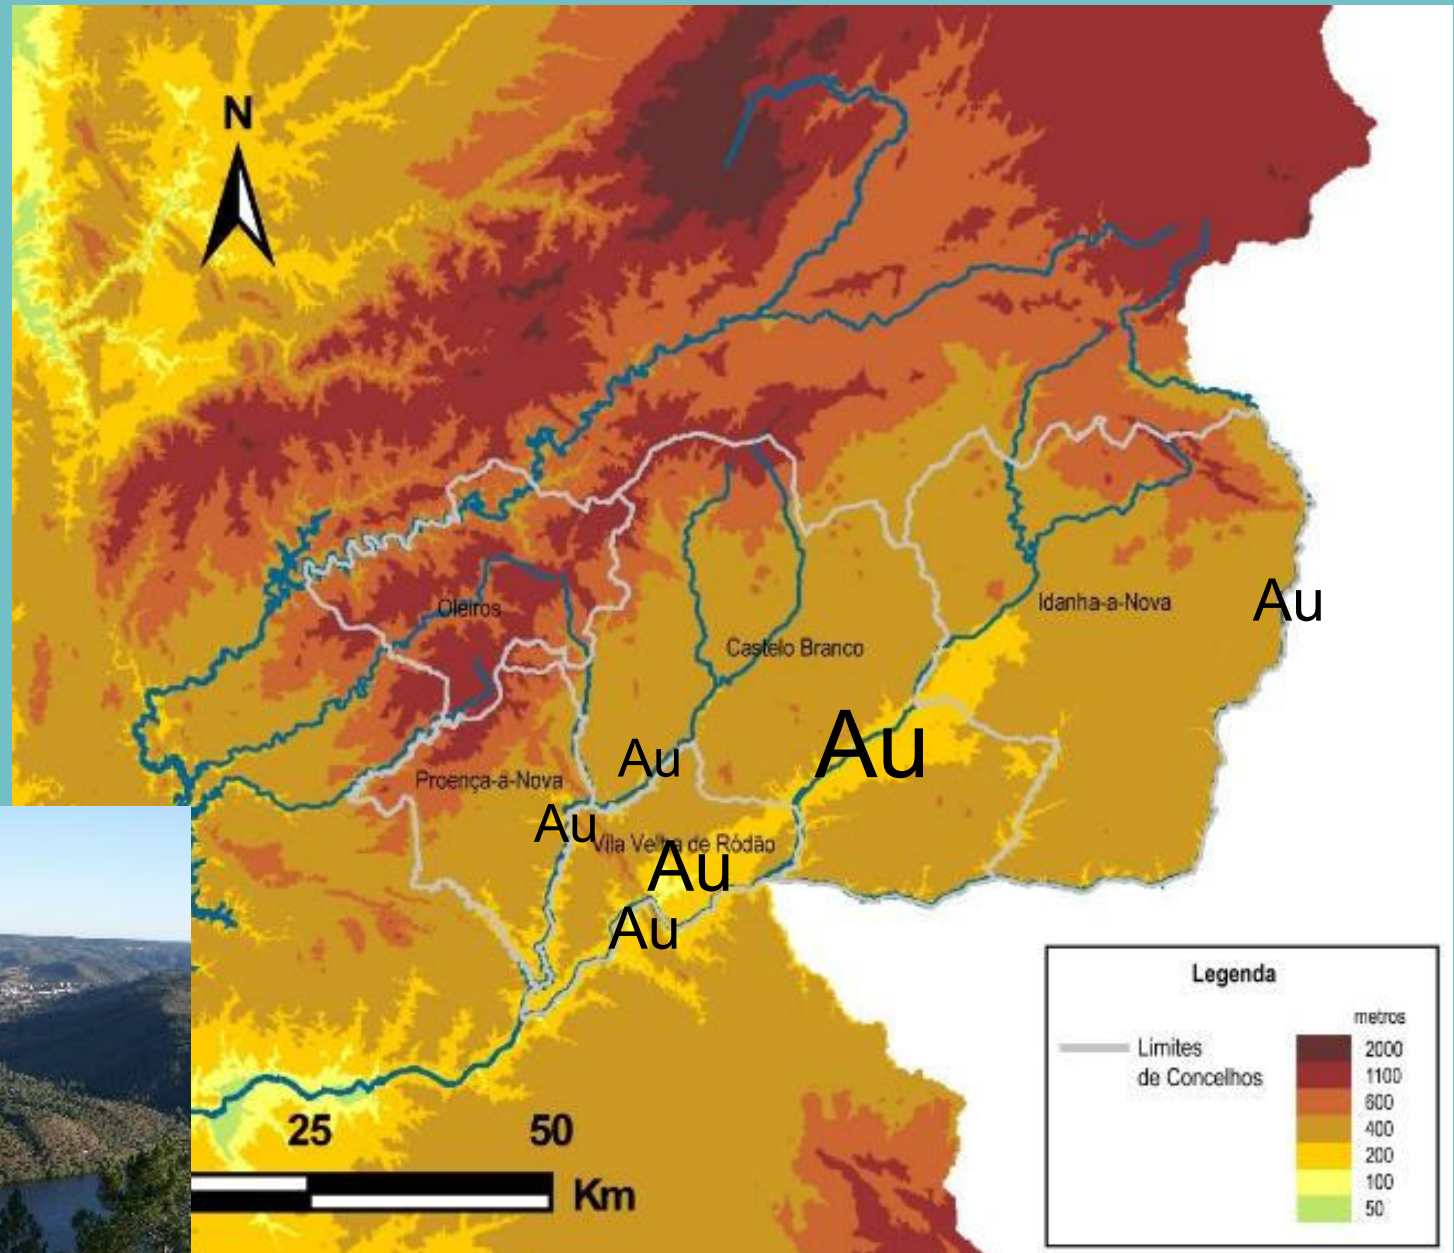 N
Oleiros
Idanha-a-Nova
Au
Castelo Branco
Au
Au
Proença-a-Nova
Au
Vila Velha de Ródão
Au
Au
Legenda
metros
Limites
de Concelhos
2000
1100
600
400
200
100
50
25 50
Km